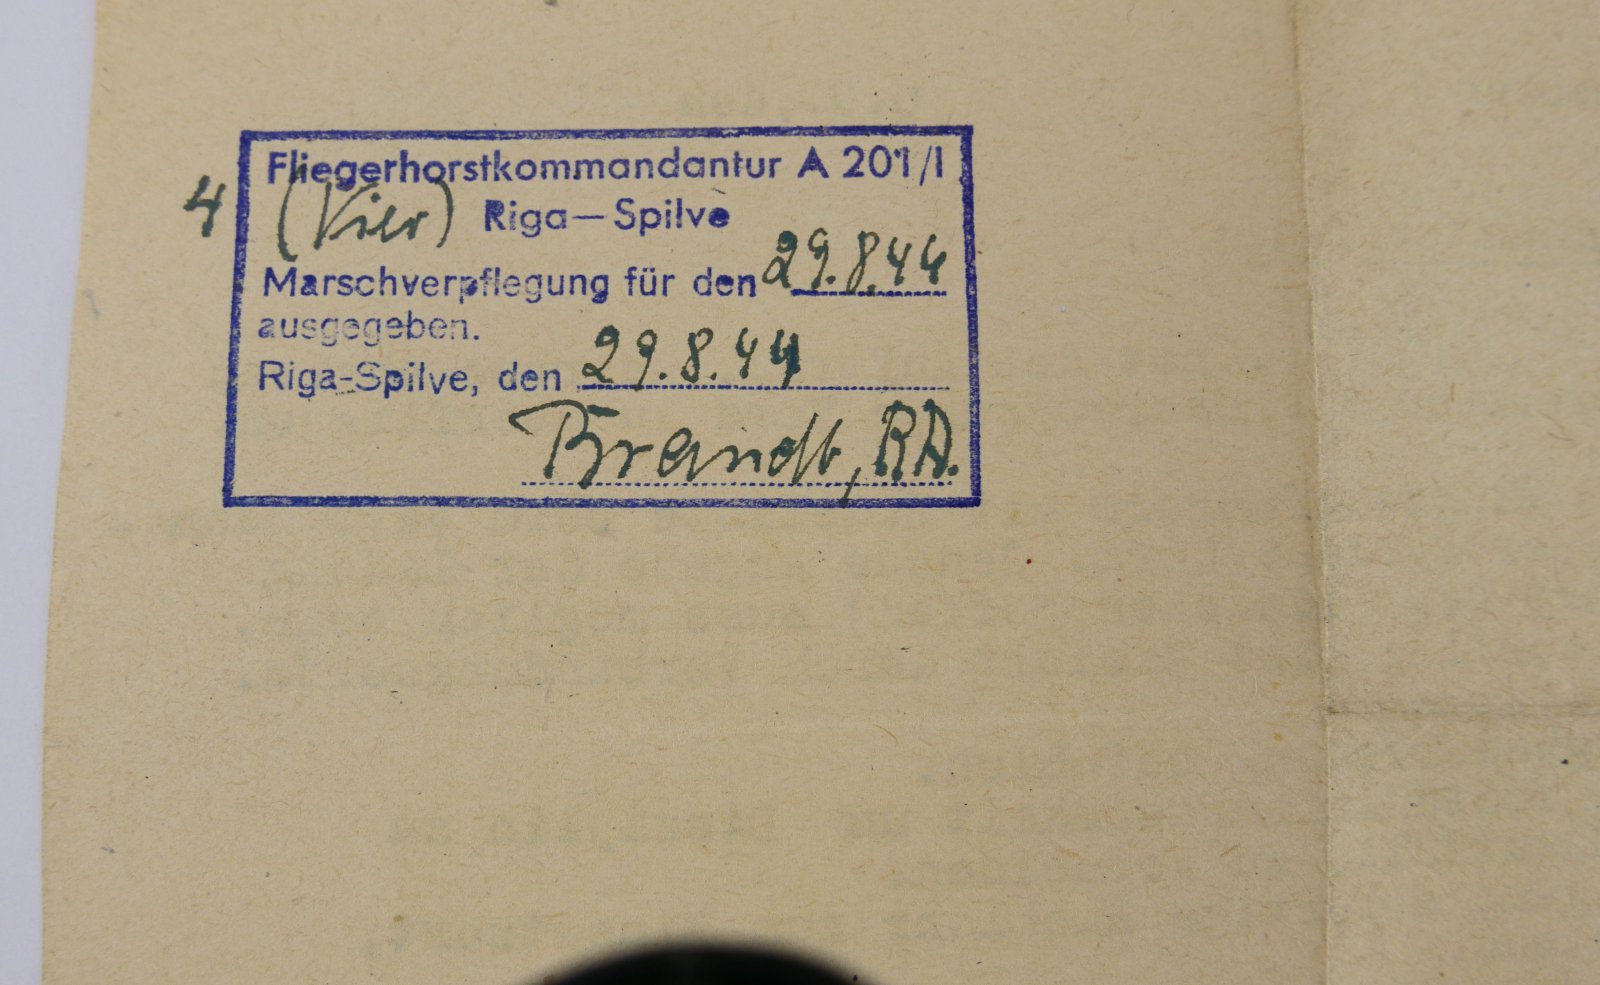 Fliegerhorstkommandantur A 201/I
4 (Vier) Riga—Spilve
Marschverpflegung für den 29.8.44
ausgegeben.
Riga-Spilve, den 29.8.44
Brandt, RA.